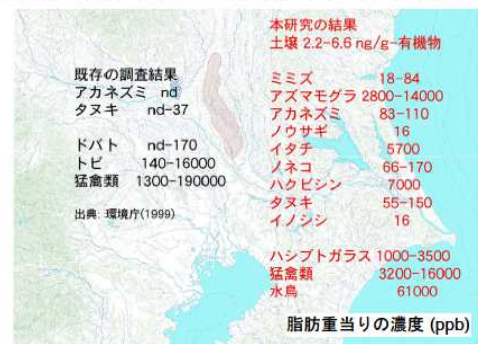 既存の調査結果
アカネズミ nd
タヌキ nd-37
ドバト nd-170
トビ 140-16000
猛禽類 1300-190000
出典: 環境庁(1999)
本研究の結果
土壌 2.2-6.6 ng/g-有機物
ミミズ 18-84
アズマモグラ 2800-14000
アカネズミ 83-110
ノウサギ 16
イタチ 5700
ノネコ 66-170
ハクビシン 7000
タヌキ 55-150
イノシシ 16
ハシブトガラス 1000-3500
猛禽類 3200-16000
水鳥 61000
脂肪重当りの濃度 (ppb)